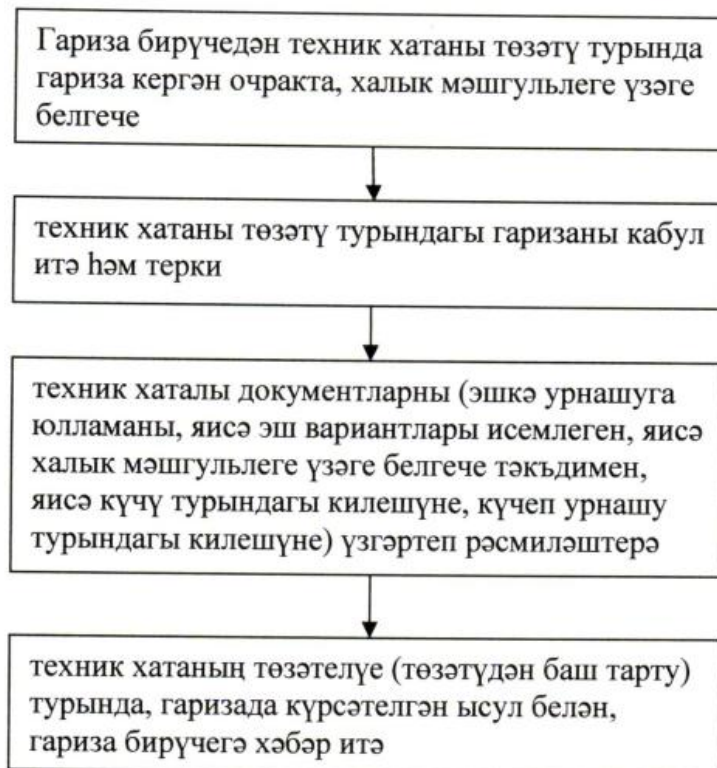 Гариза бирүчедән техник хатаны төзәтү турында
гариза кергән очракта, халык мәшгульлеге үзәге
белгече
техник хатаны төзәтү турындагы гаризаны кабул
итә һәм терки
техник хаталы документларны (эшкә урнашуга
юлламаны, яисә эш вариантлары исемлеген, яисә
халык мәшгульлеге үзәге белгече тәкъдимен,
яисә күчү турындагы килешүне, күчеп урнашу
турындагы килешүне) үзгәртеп рәсмиләштерә
техник хатаның төзәтелүе (төзәтүдән баш тарту)
турында, гаризада күрсәтелгән ысул белән,
гариза бирүчегә хәбәр итә